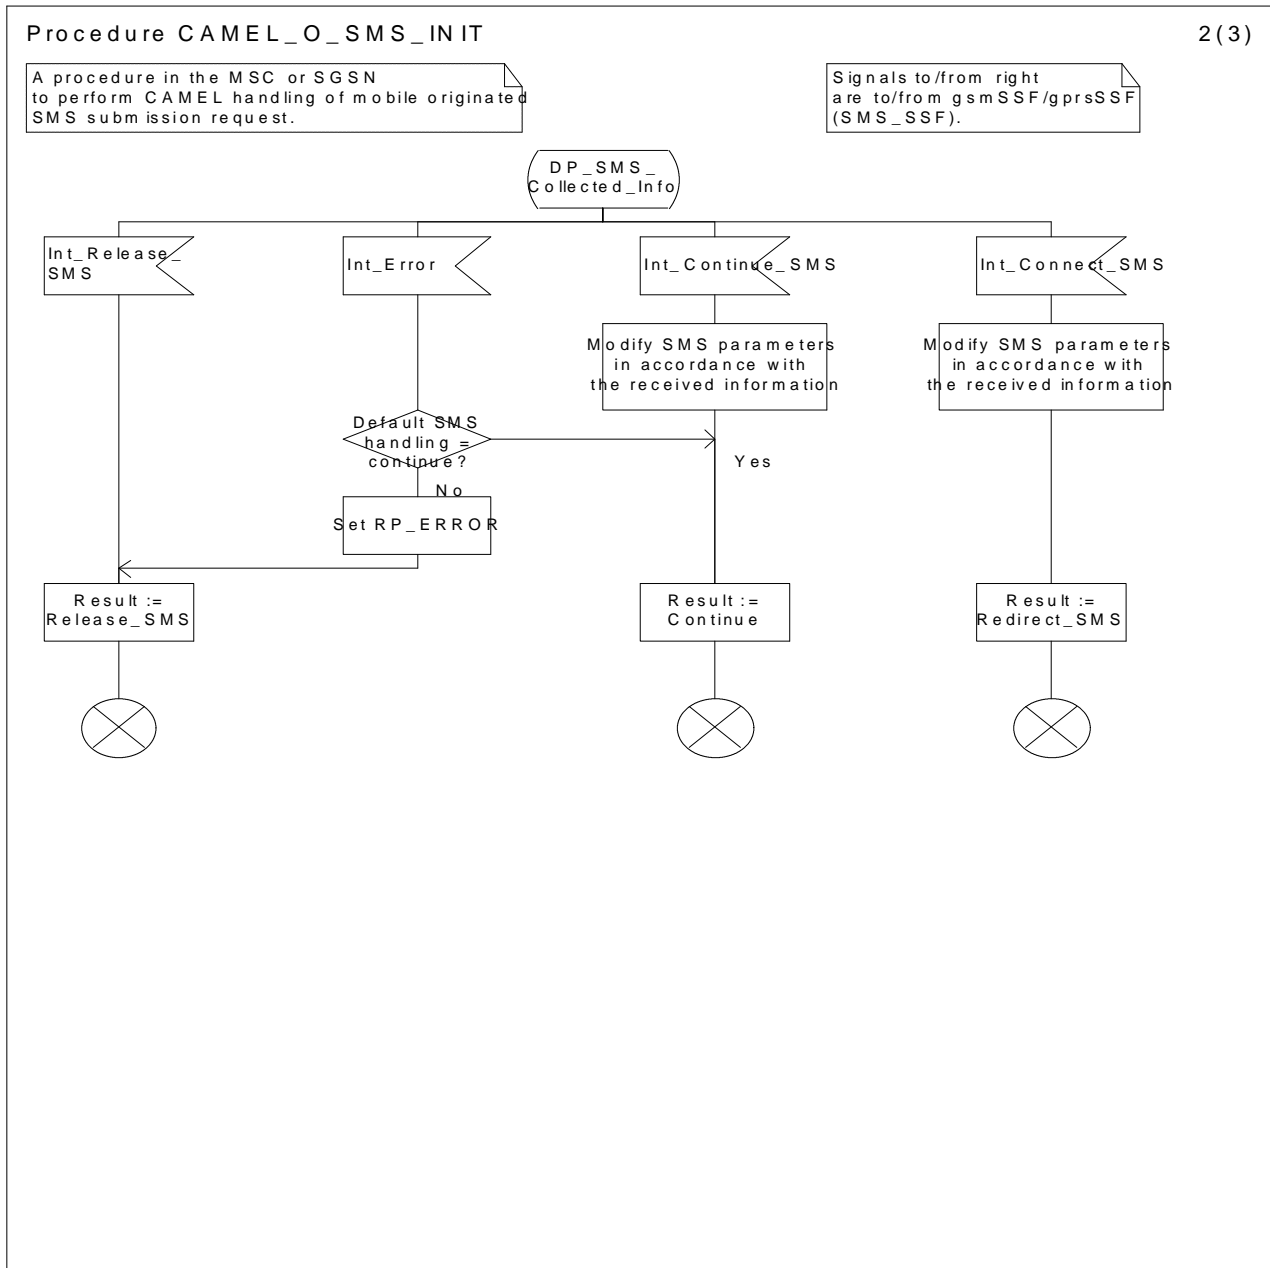 Procedure CAMEL_O_SMS_INIT
2(3)
A procedure in the MSC or SGSN
to perform CAMEL handling of mobile originated
SMS submission request.
Signals to/from right
are to/from gsmSSF/gprsSSF
(SMS_SSF).
DP_SMS_
Collected_Info
Int_Release_
SMS
Int_Error
Int_Continue_SMS
Int_Connect_SMS
Modify SMS parameters
in accordance with
the received information
Modify SMS parameters
in accordance with
the received information
Default SMS
handling =
continue?
Yes
No
Set RP_ERROR
Result :=
Release_SMS
Result :=
Continue
Result :=
Redirect_SMS